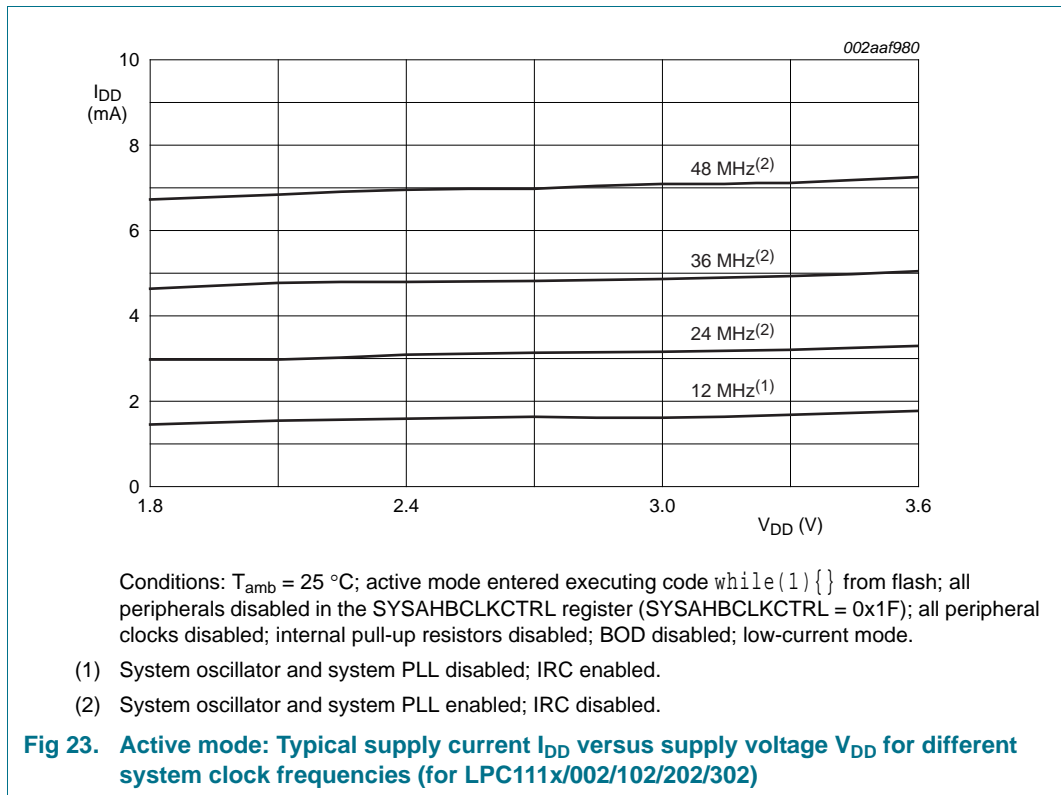 002aaf980
10
IDD
(mA)
8
48 MHz(2)
6
36 MHz(2)
4
24 MHz(2)
2
12 MHz(1)
0
1.8 2.4 3.0 3.6
VDD (V)
Conditions: Tamb = 25 °C; active mode entered executing code while(1){} from flash; all
peripherals disabled in the SYSAHBCLKCTRL register (SYSAHBCLKCTRL = 0x1F); all peripheral
clocks disabled; internal pull-up resistors disabled; BOD disabled; low-current mode.
(1) System oscillator and system PLL disabled; IRC enabled.
(2) System oscillator and system PLL enabled; IRC disabled.
Fig 23. Active mode: Typical supply current IDD versus supply voltage VDD for different
system clock frequencies (for LPC111x/002/102/202/302)